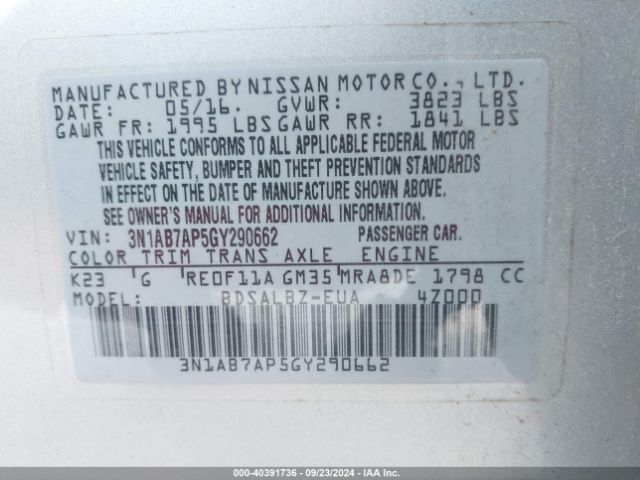 MANUFACTURED BY NISSAN MOTOR CO., LTD.
DATE: 05/16. GVWR: 3823 LBS
GAWR FR: 1995 LBS GAWR RR: 1841 LBS
THIS VEHICLE CONFORMS TO ALL APPLICABLE FEDERAL MOTOR
VEHICLE SAFETY, BUMPER AND THEFT PREVENTION STANDARDS
IN EFFECT ON THE DATE OF MANUFACTURE SHOWN ABOVE.
SEE OWNER'S MANUAL FOR ADDITIONAL INFORMATION.
VIN: 3N1AB7AP5GY290662 PASSENGER CAR.
COLOR TRIM TRANS AXLE ENGINE
K23 G RE0F11A GM35 MRA8DE 1798 CC
MODEL: BDSALBZ-EUA 4Z000
3N1AB7AP5GY290662
000-40391736 - 09/23/2024 - IAA Inc.